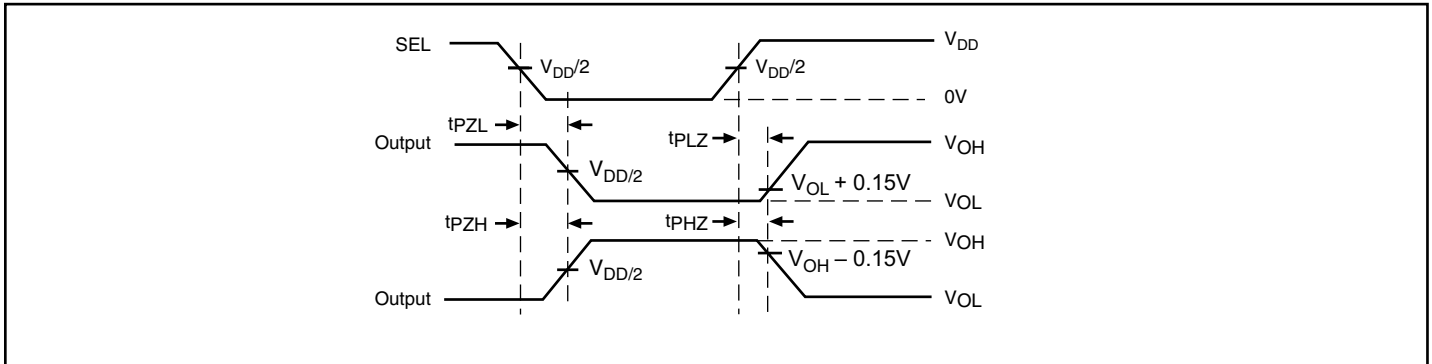 SEL
VDD/2
VDD/2
VDD
0V
tPZL
tPLZ
Output
VDD/2
VOH
VOL + 0.15V
VOL
tPZH
tPHZ
VOH
VDD/2
VOH – 0.15V
Output
VOL